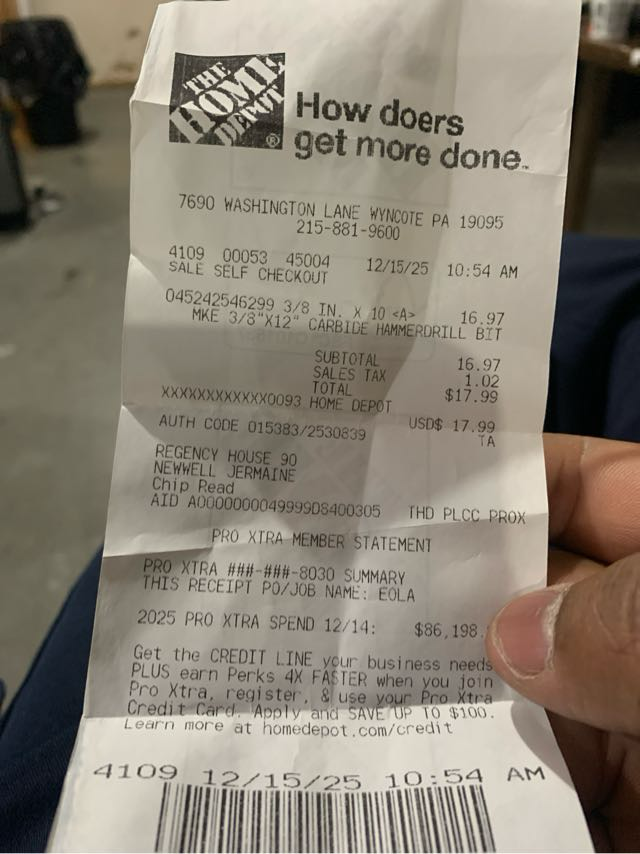 THE
HOME
DEPOT
®
How doers
get more done™
7690 WASHINGTON LANE WYNCOTE PA 19095
215-881-9600
4109 00053 45004 12/15/25 10:54 AM
SALE SELF CHECKOUT
045242546299 3/8 IN. X 10 <A> 16.97
MKE 3/8"X12" CARBIDE HAMMERDRILL BIT
SUBTOTAL 16.97
SALES TAX 1.02
TOTAL $17.99
XXXXXXXXXXXX0093 HOME DEPOT
USD$ 17.99
AUTH CODE 015383/2530839 TA
REGENCY HOUSE 90
NEWWELL JERMAINE
Chip Read
AID A0000000049999D8400305 THD PLCC PROX
PRO XTRA MEMBER STATEMENT
PRO XTRA ###-###-8030 SUMMARY
THIS RECEIPT PO/JOB NAME: EOLA
2025 PRO XTRA SPEND 12/14: $86,198.
Get the CREDIT LINE your business needs
PLUS earn Perks 4X FASTER when you join
Pro Xtra, register, & use your Pro Xtra
Credit Card. Apply and SAVE UP TO $100.
Learn more at homedepot.com/credit
4109 12/15/25 10:54 AM